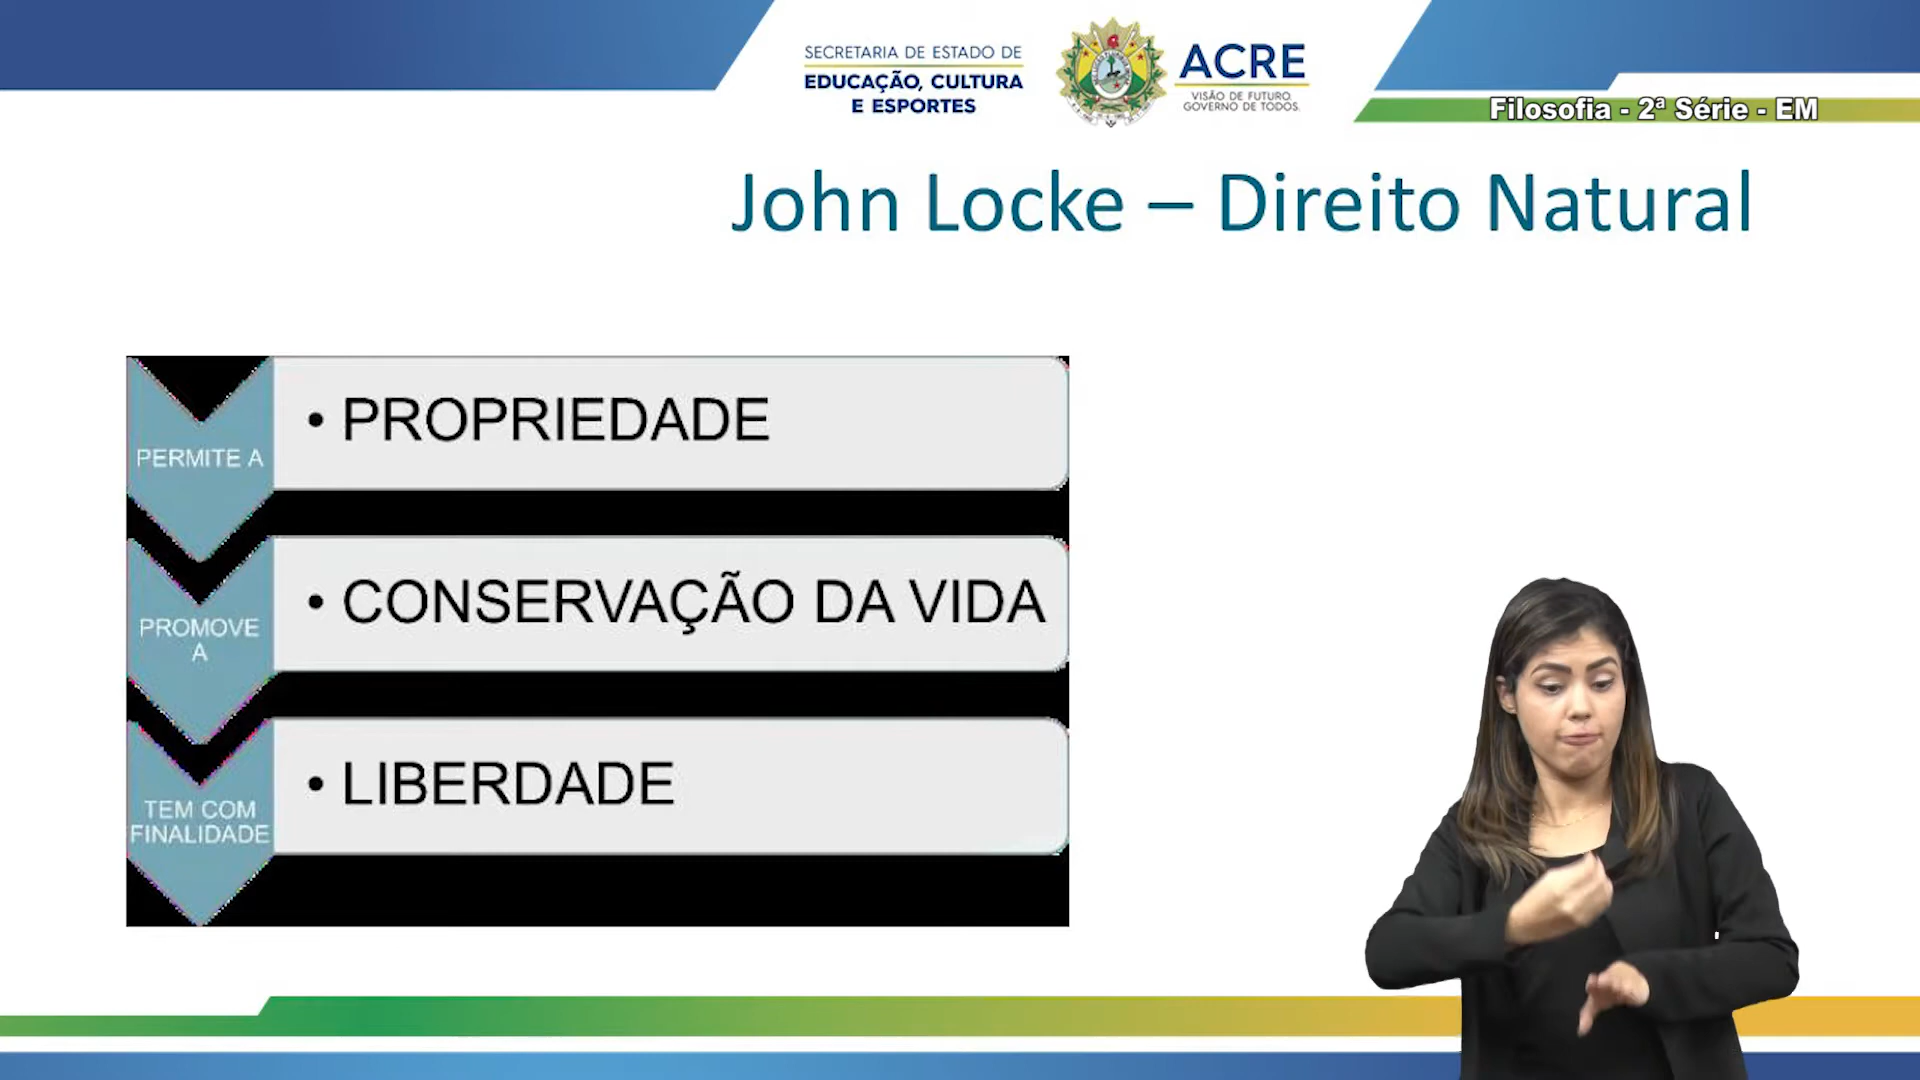 SECRETARIA DE ESTADO DE
EDUCAÇÃO, CULTURA
E ESPORTES
ACRE
VISÃO DE FUTURO.
GOVERNO DE TODOS.
Filosofia - 2ª Série - EM
John Locke – Direito Natural
PERMITE A
• PROPRIEDADE
PROMOVE
A
• CONSERVAÇÃO DA VIDA
TEM COM
FINALIDADE
• LIBERDADE